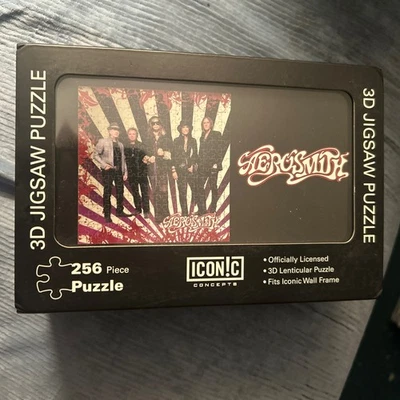 3D JIGSAW PUZZLE
AEROSMITH
AEROSMITH
3D JIGSAW PUZZLE
256 Piece
Puzzle
ICON!C
CONCEPTS
• Officially Licensed
• 3D Lenticular Puzzle
• Fits Iconic Wall Frame